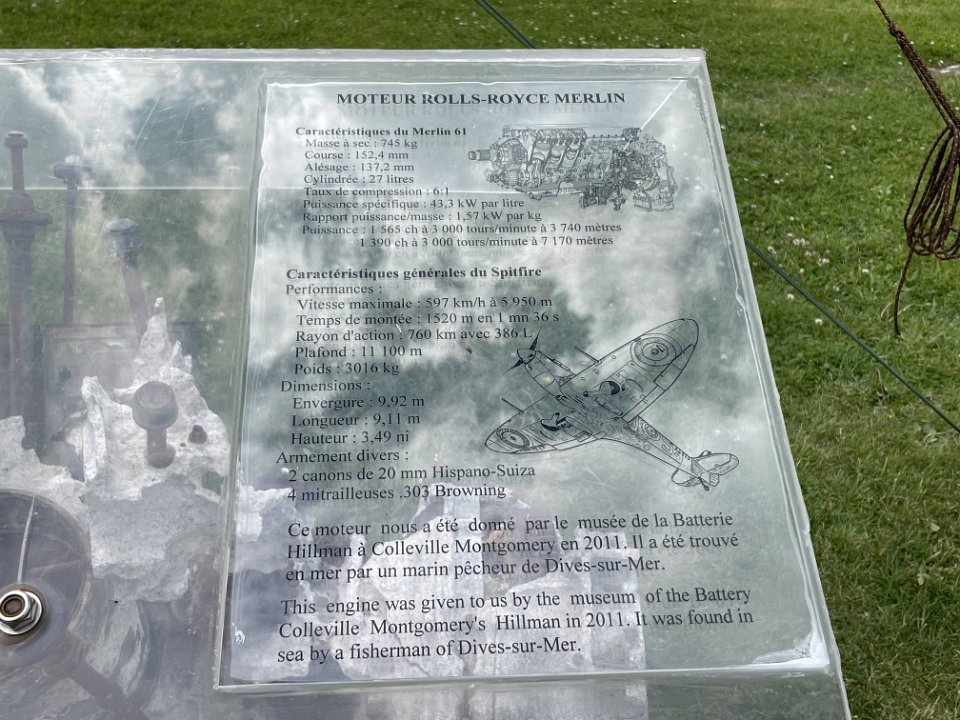 MOTEUR ROLLS-ROYCE MERLIN
Caractéristiques du Merlin 61
Masse à sec : 745 kg
Course : 152,4 mm
Alésage : 137,2 mm
Cylindrée : 27 litres
Taux de compression : 6:1
Puissance spécifique : 43,3 kW par litre
Rapport puissance/masse : 1,57 kW par kg
Puissance : 1 565 ch à 3 000 tours/minute à 3 740 mètres
1 390 ch à 3 000 tours/minute à 7 170 mètres
Caractéristiques générales du Spitfire
Performances :
Vitesse maximale : 597 km/h à 5 950 m
Temps de montée : 1520 m en 1 mn 36 s
Rayon d'action : 760 km avec 386 L
Plafond : 11 100 m
Poids : 3016 kg
Dimensions :
Envergure : 9,92 m
Longueur : 9,11 m
Hauteur : 3,49 ni
Armement divers :
2 canons de 20 mm Hispano-Suiza
4 mitrailleuses .303 Browning
Ce moteur nous a été donné par le musée de la Batterie
Hillman à Colleville Montgomery en 2011. Il a été trouvé
en mer par un marin pêcheur de Dives-sur-Mer.
This engine was given to us by the museum of the Battery
Colleville Montgomery's Hillman in 2011. It was found in
sea by a fisherman of Dives-sur-Mer.